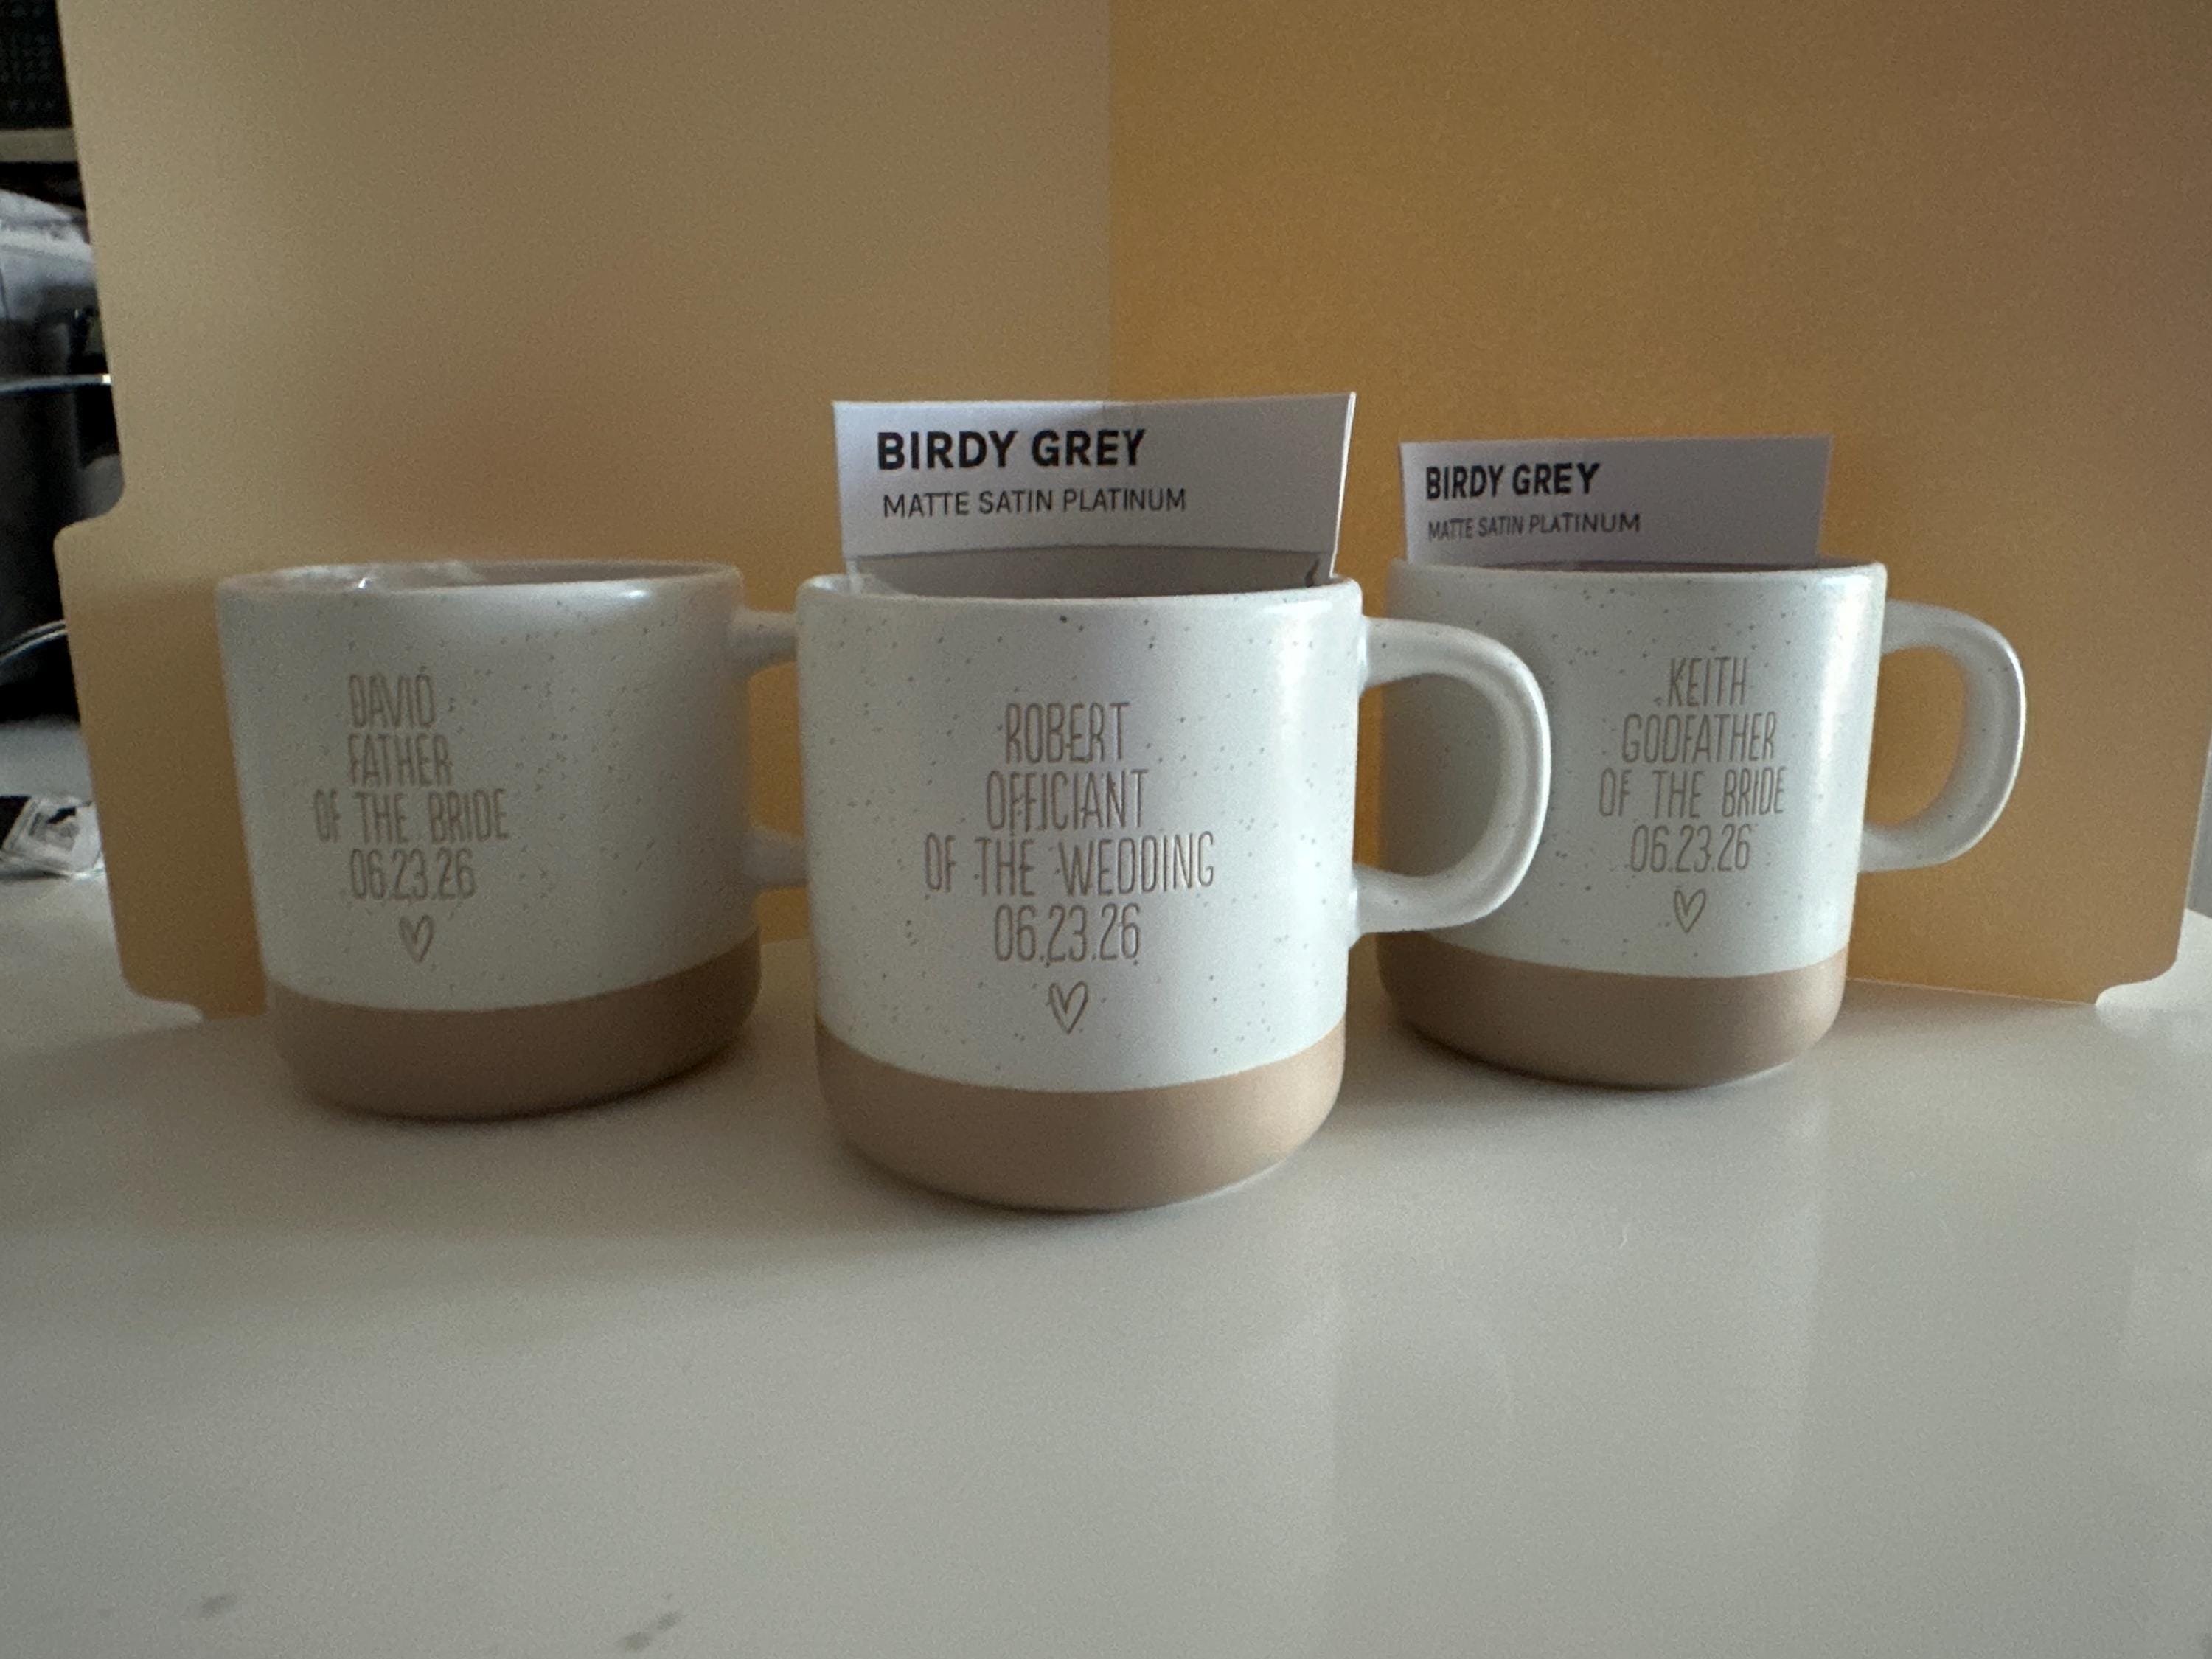 BIRDY GREY
MATTE SATIN PLATINUM
BIRDY GREY
MATTE SATIN PLATINUM
DAVID
FATHER
OF THE BRIDE
06.23.26
ROBERT
OFFICIANT
OF THE WEDDING
06.23.26
KEITH
GODFATHER
OF THE BRIDE
06.23.26